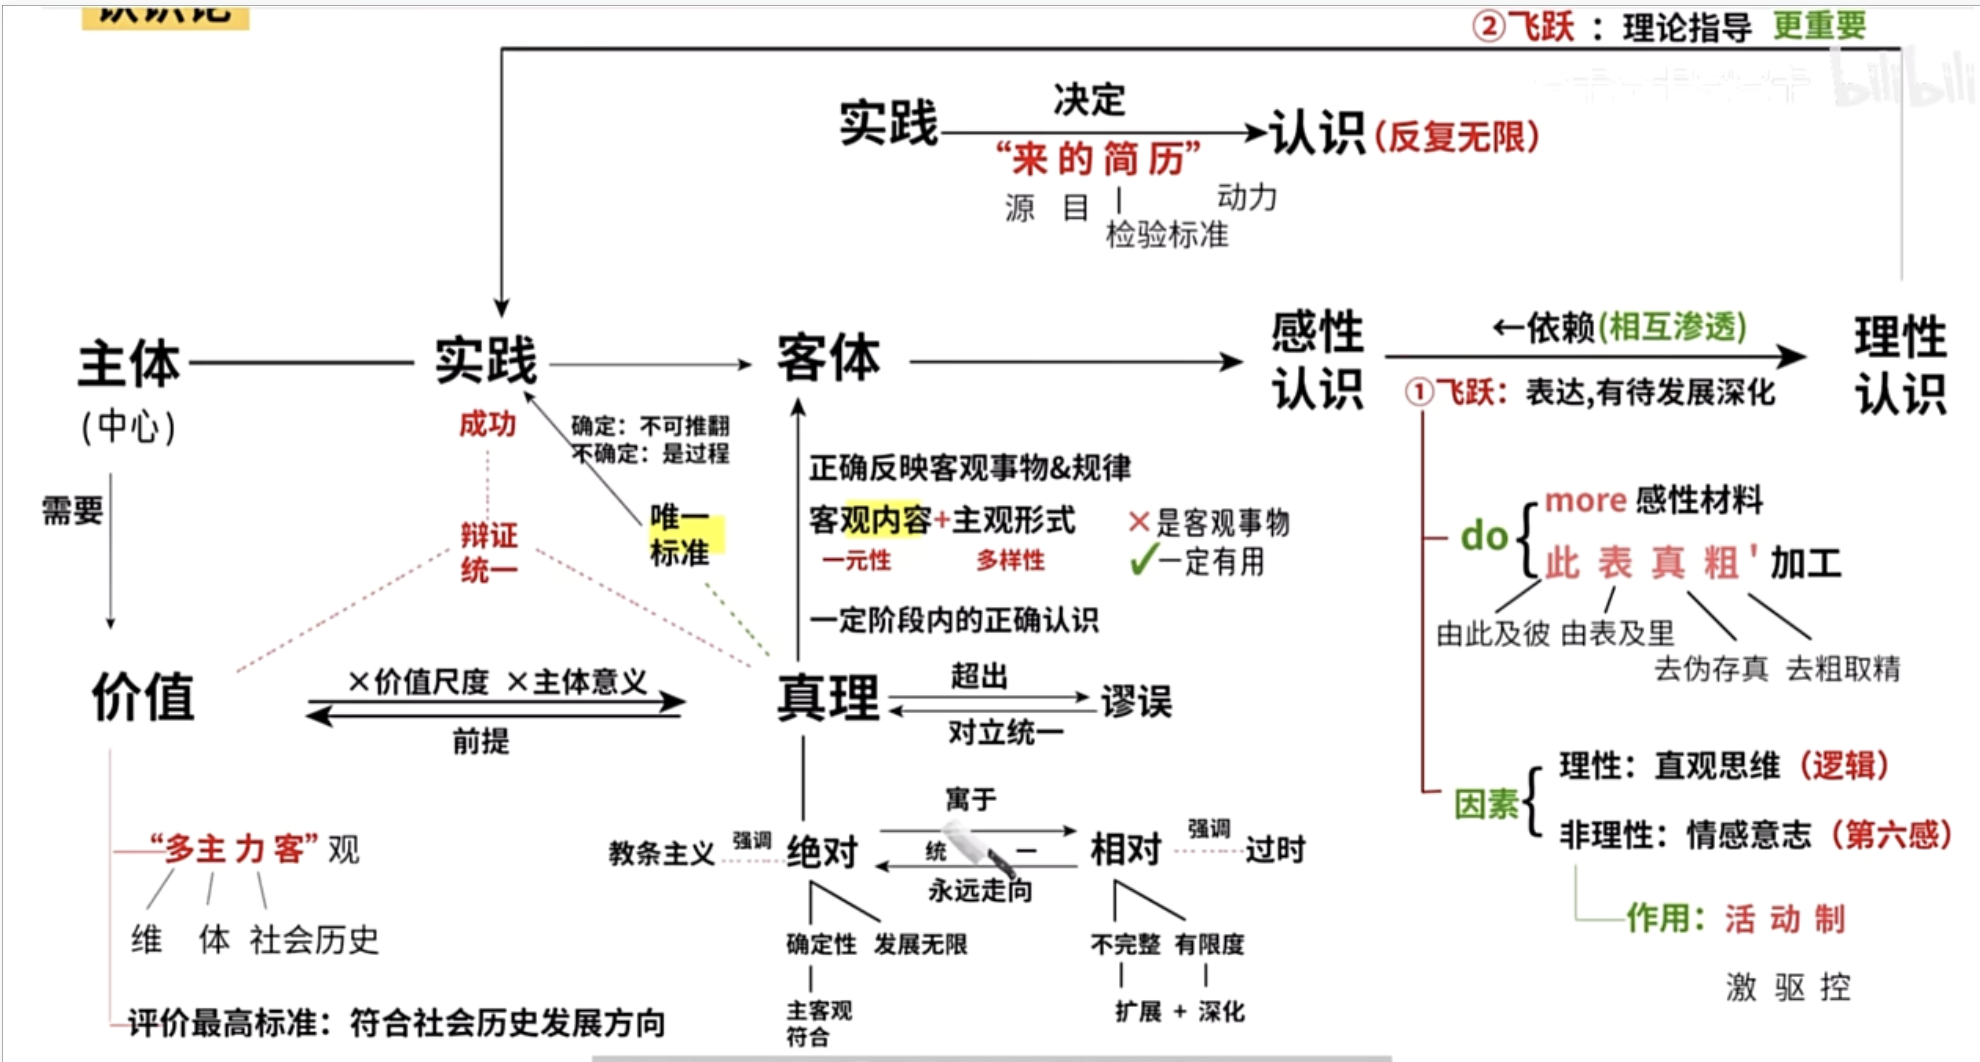 认识论
②飞跃：理论指导 更重要
bilibili
实践 决定 认识(反复无限)
“来的简历”
源 目 动力
检验标准
主体 实践 客体 感性认识 ←依赖(相互渗透) 理性认识
(中心)
①飞跃：表达,有待发展深化
成功
确定：不可推翻
不确定：是过程
需要
正确反映客观事物&规律
唯一
标准
客观内容+主观形式
一元性 多样性
×是客观事物
✓一定有用
辩证
统一
一定阶段内的正确认识
do
more 感性材料
此 表 真 粗' 加工
由此及彼 由表及里
去伪存真 去粗取精
价值 ×价值尺度 ×主体意义 真理 超出 谬误
前提
对立统一
因素
理性：直观思维（逻辑）
非理性：情感意志（第六感）
作用：活 动 制
激 驱 控
“多主力客”观
维 体 社会历史
评价最高标准：符合社会历史发展方向
寓于
教条主义 强调 绝对 统一 相对 强调 过时
永远走向
确定性 发展无限 不完整 有限度
主客观
符合
扩展 + 深化